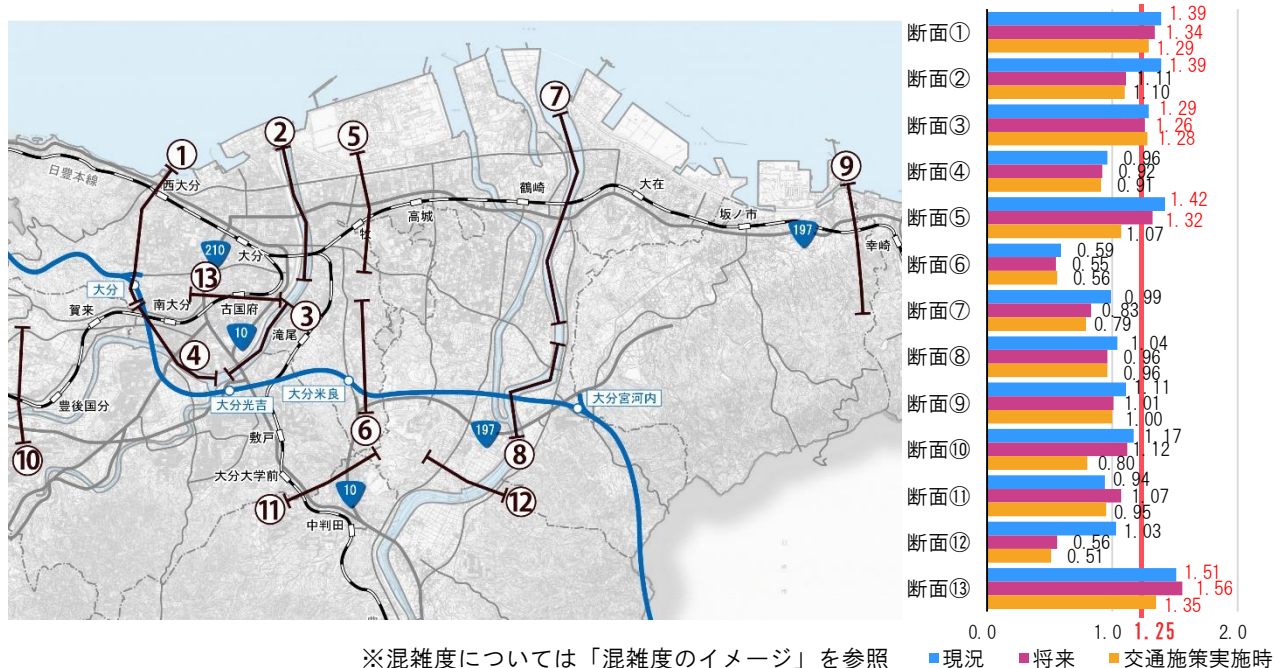 日豊本線
西大分
大分
南大分
古国府
滝尾
賀来
豊後国分
敷戸
大分大学前
中判田
牧
高城
鶴崎
大在
坂ノ市
幸崎
大分
大分光吉
大分米良
大分宮河内
210
10
197
197
10
①
②
③
④
⑤
⑥
⑦
⑧
⑨
⑩
⑪
⑫
⑬
断面① 1.39 1.34 1.29
断面② 1.39 1.11 1.10
断面③ 1.29 1.26 1.28
断面④ 0.96 0.92 0.91
断面⑤ 1.42 1.32 1.07
断面⑥ 0.59 0.55 0.56
断面⑦ 0.99 0.83 0.79
断面⑧ 1.04 0.96 0.96
断面⑨ 1.11 1.01 1.00
断面⑩ 1.17 1.12 0.80
断面⑪ 0.94 1.07 0.95
断面⑫ 1.03 0.56 0.51
断面⑬ 1.51 1.56 1.35
0.0 1.0 1.25 2.0
※混雑度については「混雑度のイメージ」を参照
現況 将来 交通施策実施時